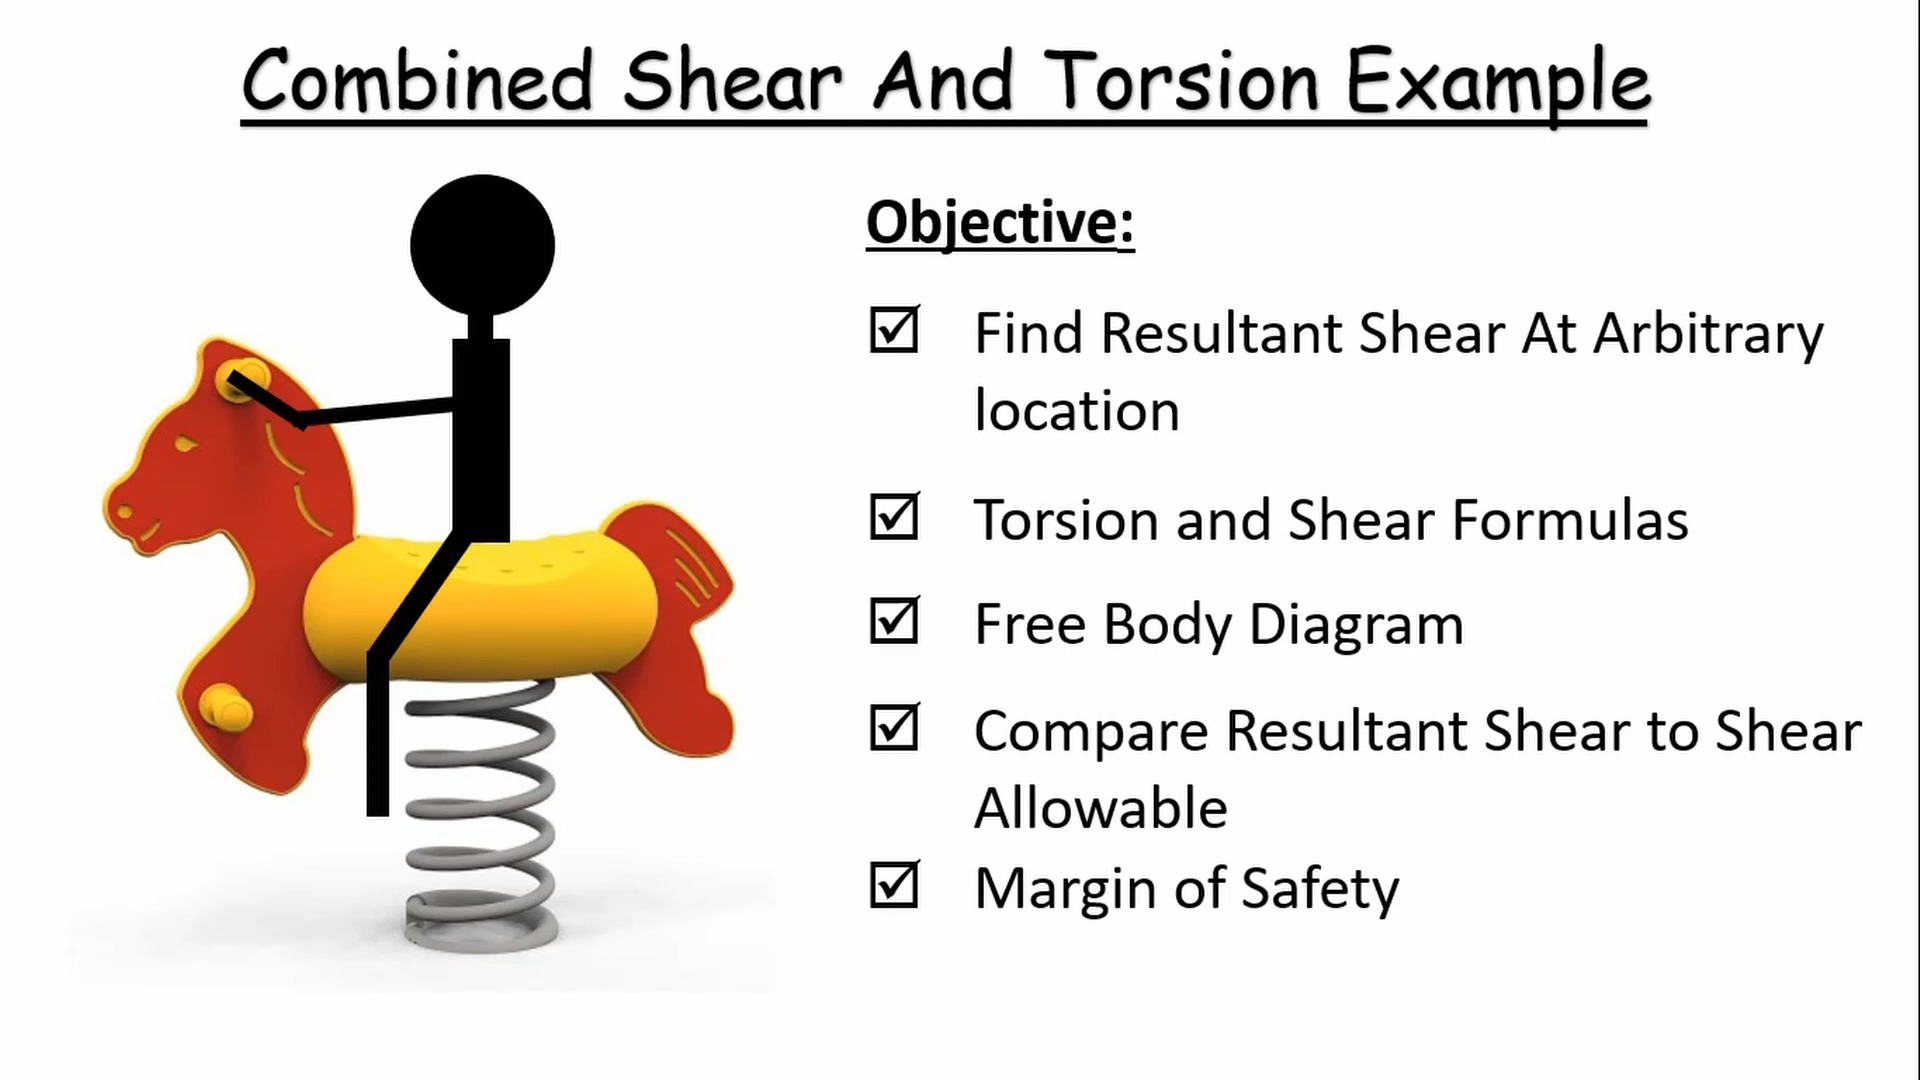 Combined Shear And Torsion Example
Objective:
Find Resultant Shear At Arbitrary
location
Torsion and Shear Formulas
Free Body Diagram
Compare Resultant Shear to Shear
Allowable
Margin of Safety